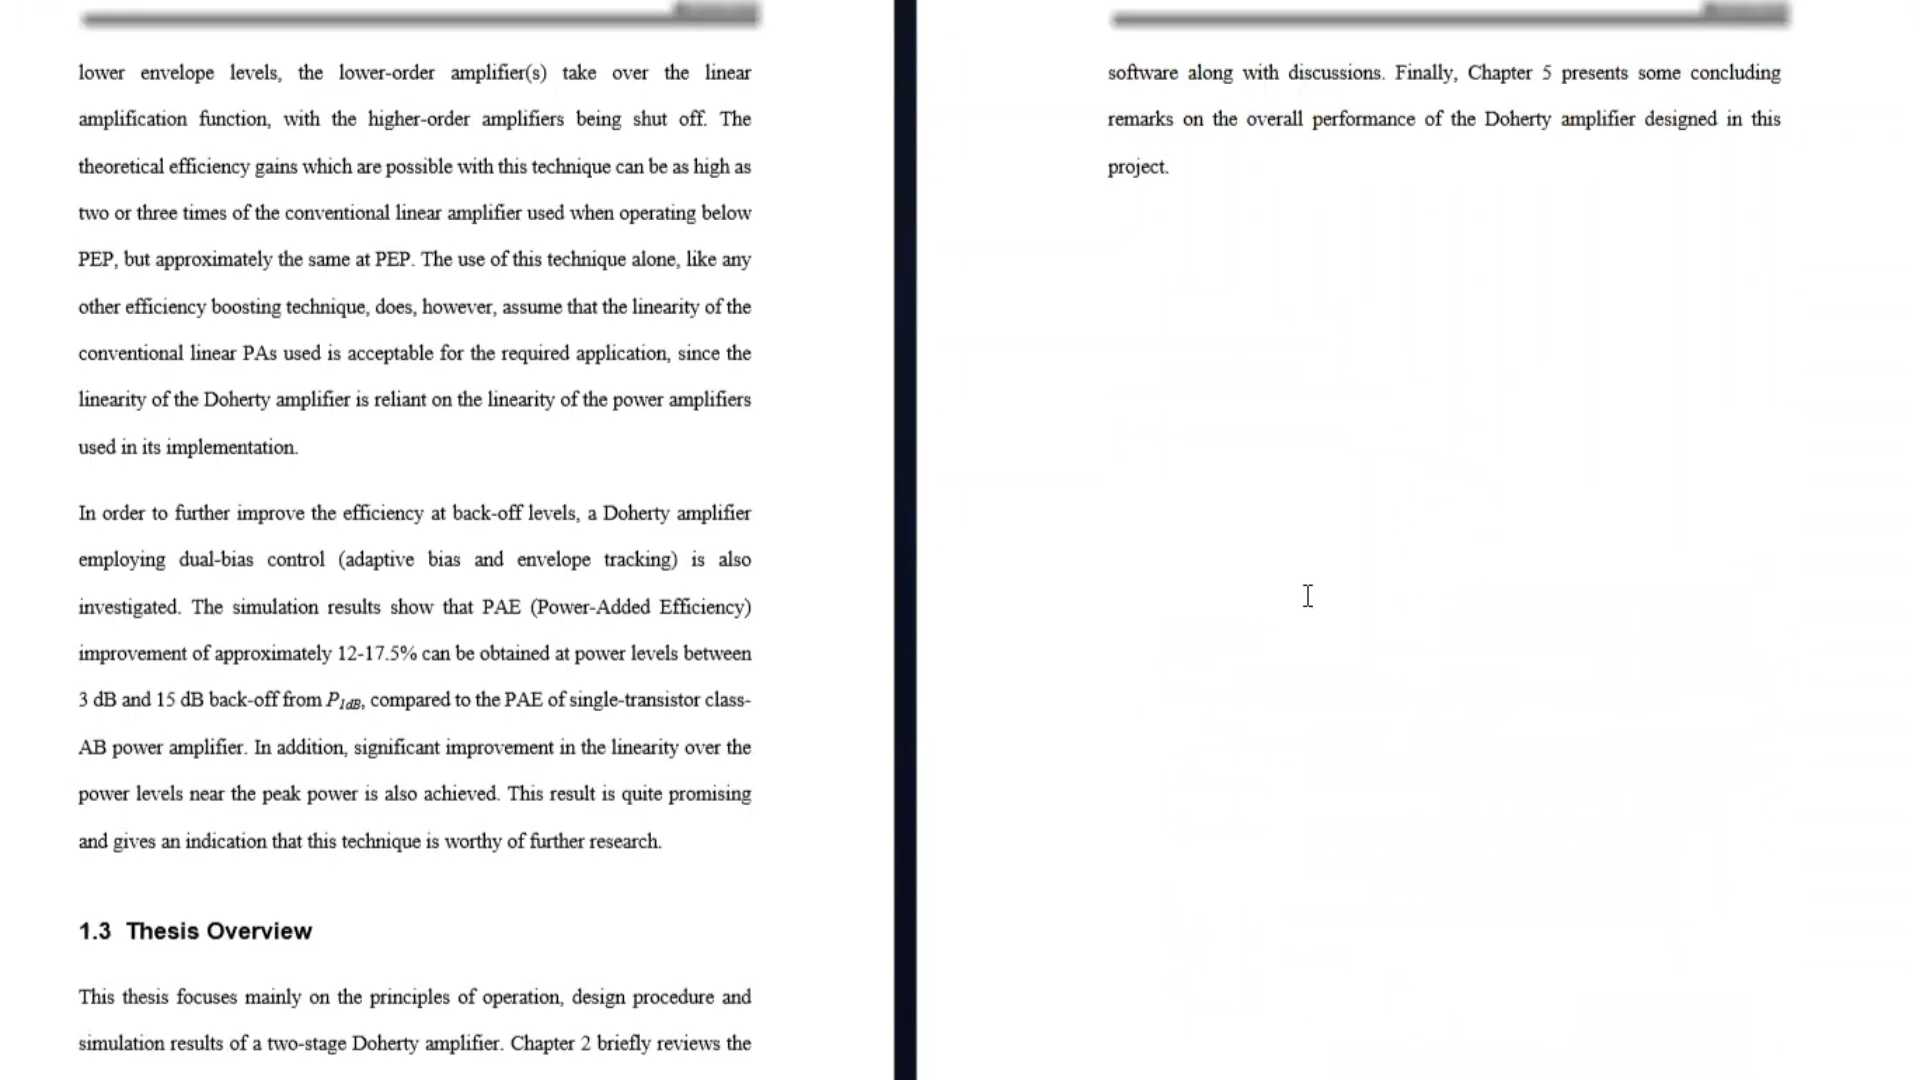 lower envelope levels, the lower-order amplifier(s) take over the linear
amplification function, with the higher-order amplifiers being shut off. The
theoretical efficiency gains which are possible with this technique can be as high as
two or three times of the conventional linear amplifier used when operating below
PEP, but approximately the same at PEP. The use of this technique alone, like any
other efficiency boosting technique, does, however, assume that the linearity of the
conventional linear PAs used is acceptable for the required application, since the
linearity of the Doherty amplifier is reliant on the linearity of the power amplifiers
used in its implementation.
In order to further improve the efficiency at back-off levels, a Doherty amplifier
employing dual-bias control (adaptive bias and envelope tracking) is also
investigated. The simulation results show that PAE (Power-Added Efficiency)
improvement of approximately 12-17.5% can be obtained at power levels between
3 dB and 15 dB back-off from P1dB, compared to the PAE of single-transistor class-
AB power amplifier. In addition, significant improvement in the linearity over the
power levels near the peak power is also achieved. This result is quite promising
and gives an indication that this technique is worthy of further research.
1.3 Thesis Overview
This thesis focuses mainly on the principles of operation, design procedure and
simulation results of a two-stage Doherty amplifier. Chapter 2 briefly reviews the
software along with discussions. Finally, Chapter 5 presents some concluding
remarks on the overall performance of the Doherty amplifier designed in this
project.